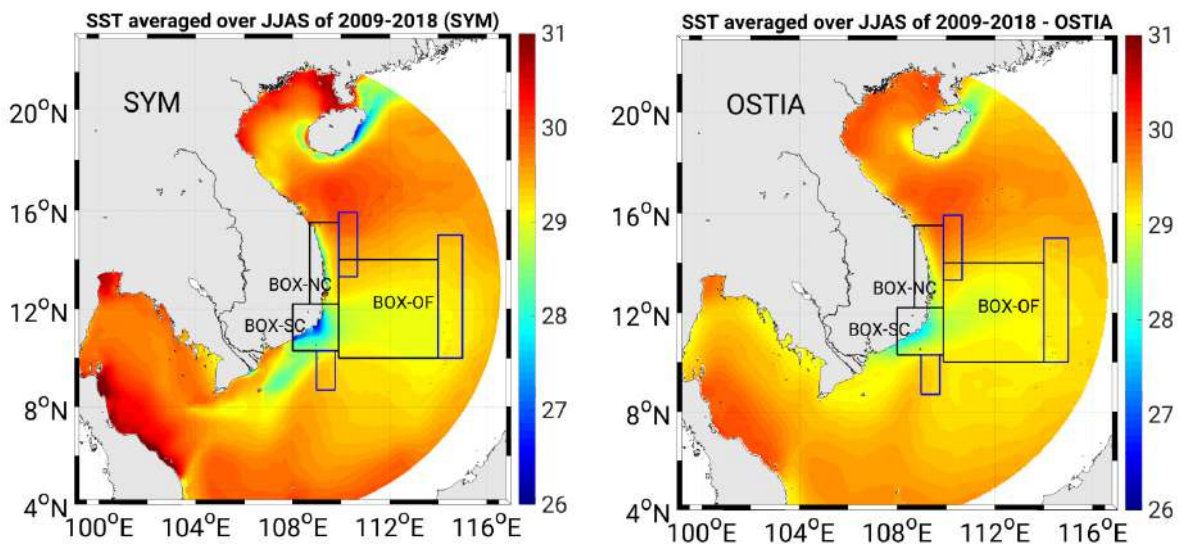 SST averaged over JJAS of 2009-2018 (SYM)
SYM
20°N
16°N
12°N
8°N
4°N
100°E 104°E 108°E 112°E 116°E
BOX-NC
BOX-SC
BOX-OF
31
30
29
28
27
26
SST averaged over JJAS of 2009-2018 - OSTIA
OSTIA
20°N
16°N
12°N
8°N
4°N
100°E 104°E 108°E 112°E 116°E
BOX-NC
BOX-SC
BOX-OF
31
30
29
28
27
26